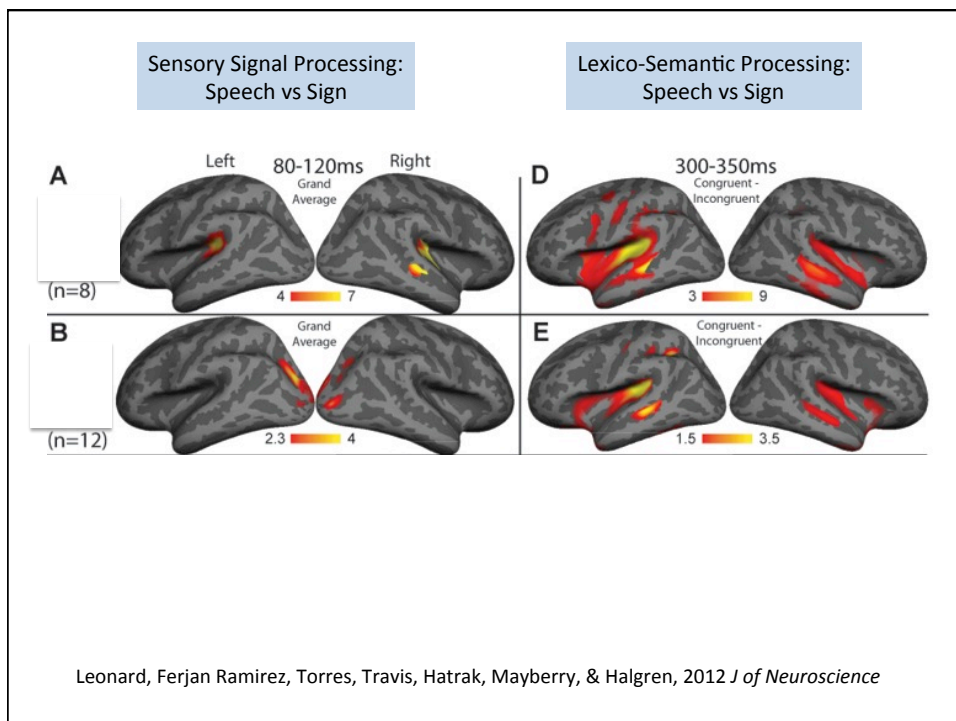 Sensory Signal Processing:
Speech vs Sign
Lexico-Semantic Processing:
Speech vs Sign
A
Left
80-120ms
Right
Grand
Average
(n=8)
4
7
D
300-350ms
Congruent -
Incongruent
3
9
B
Grand
Average
(n=12)
2.3
4
E
Congruent -
Incongruent
1.5
3.5
Leonard, Ferjan Ramirez, Torres, Travis, Hatrak, Mayberry, & Halgren, 2012 J of Neuroscience